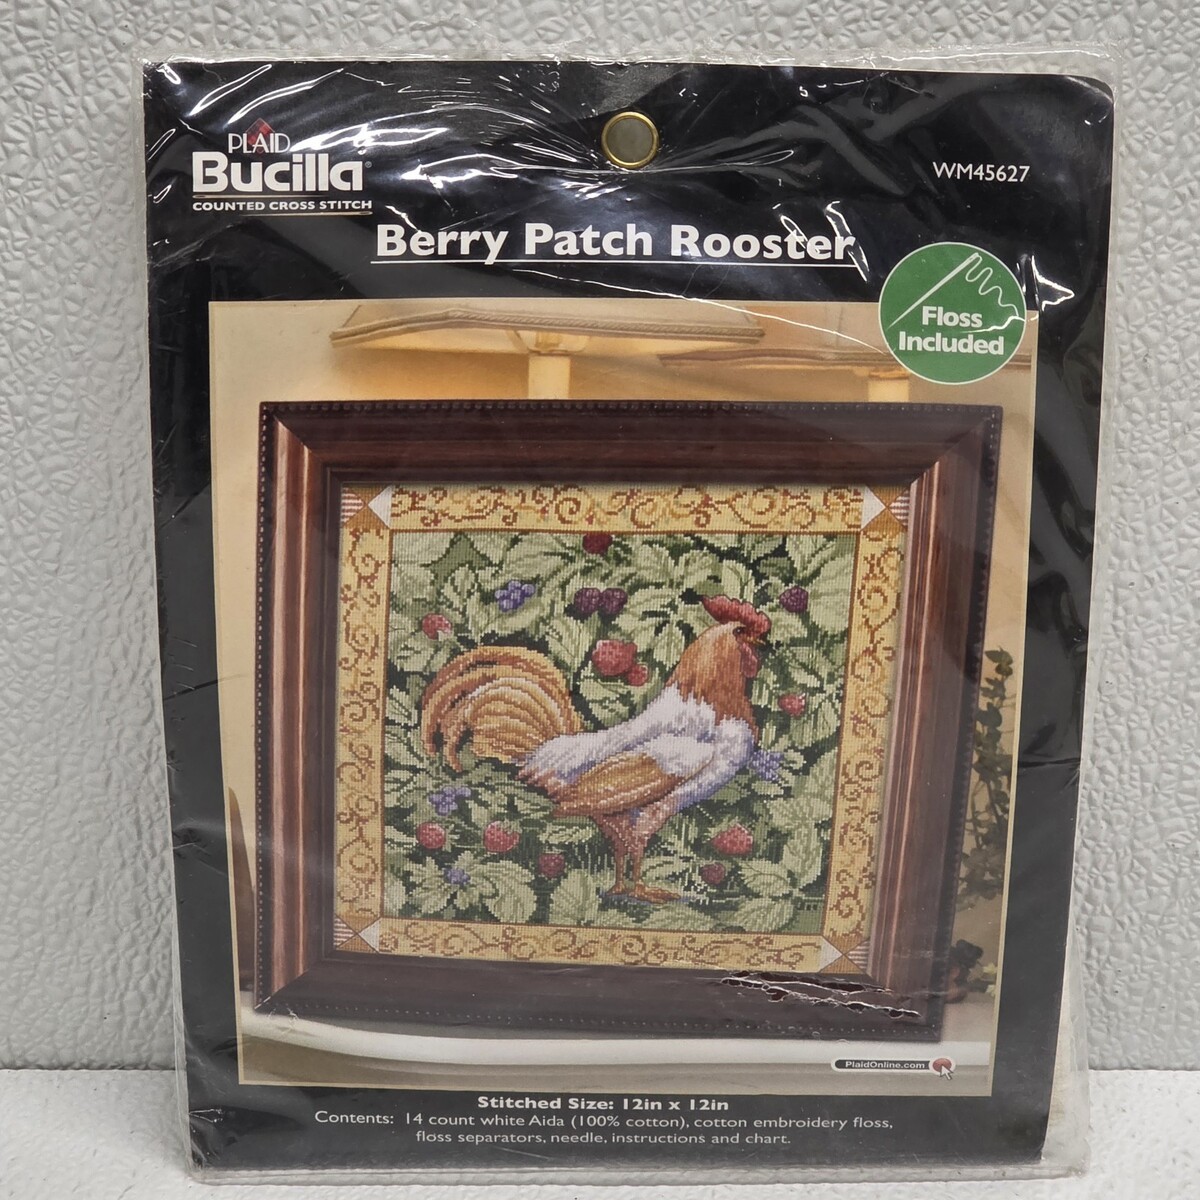 PLAID
Bucilla®
COUNTED CROSS STITCH
WM45627
Berry Patch Rooster
Floss
Included
PlaidOnline.com
Stitched Size: 12in x 12in
Contents: 14 count white Aida (100% cotton), cotton embroidery floss,
floss separators, needle, instructions and chart.